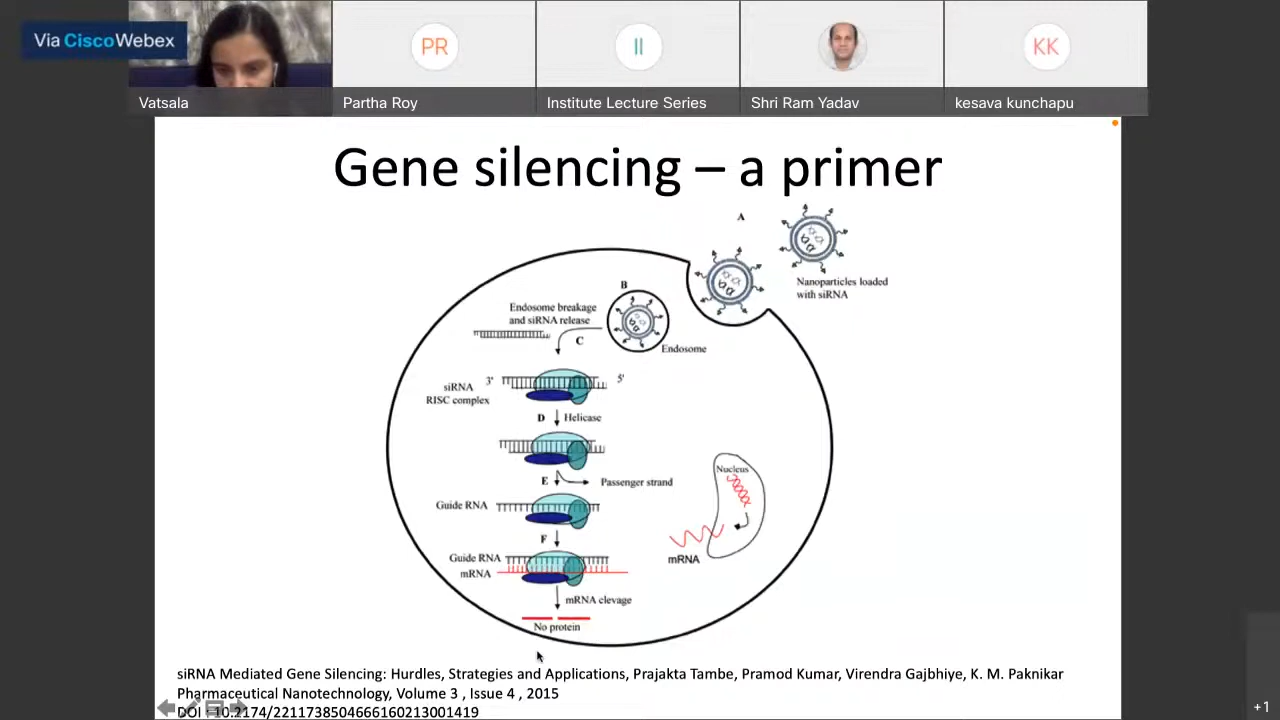 Via Cisco Webex
Vatsala
PR
Partha Roy
II
Institute Lecture Series
Shri Ram Yadav
KK
kesava kunchapu
Gene silencing – a primer
A
Nanoparticles loaded
with siRNA
B
Endosome breakage
and siRNA release
C
Endosome
3'
5'
siRNA
RISC complex
D
Helicase
E
Passenger strand
Nucleus
Guide RNA
F
mRNA
Guide RNA
mRNA
mRNA clevage
No protein
siRNA Mediated Gene Silencing: Hurdles, Strategies and Applications, Prajakta Tambe, Pramod Kumar, Virendra Gajbhiye, K. M. Paknikar
Pharmaceutical Nanotechnology, Volume 3 , Issue 4 , 2015
DOI : 10.2174/2211738504666160213001419
+1